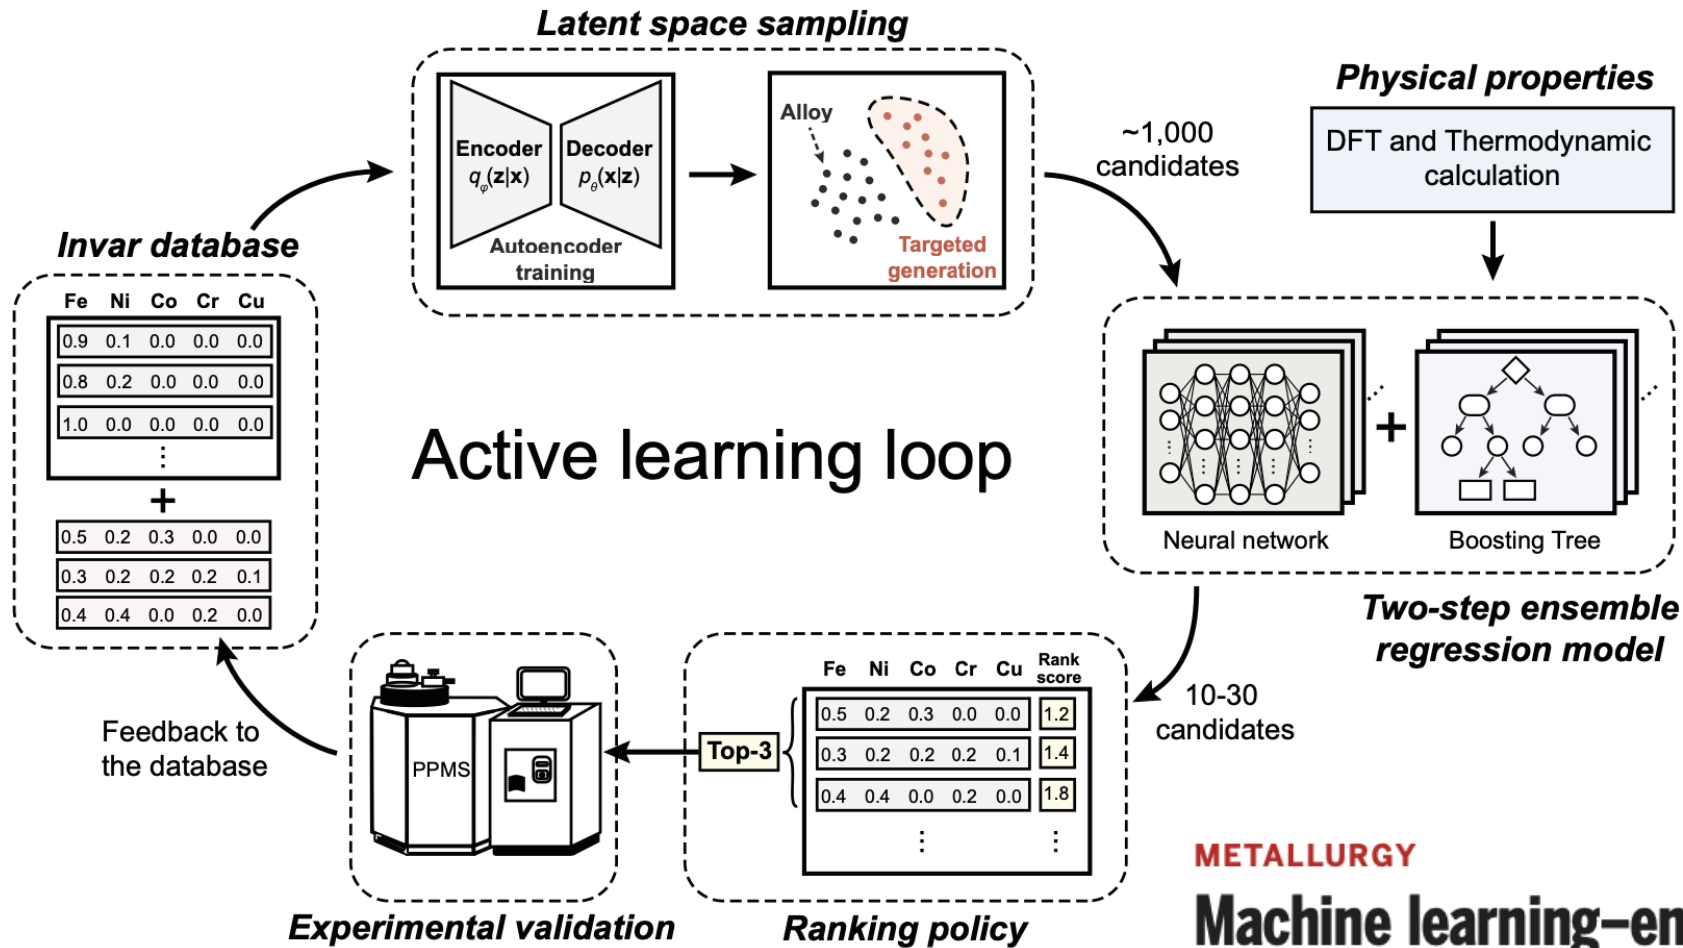 Latent space sampling
Encoder
qφ(z|x)
Decoder
pθ(x|z)
Autoencoder
training
Alloy
Targeted
generation
~1,000
candidates
Physical properties
DFT and Thermodynamic
calculation
Invar database
Fe Ni Co Cr Cu
0.9 0.1 0.0 0.0 0.0
0.8 0.2 0.0 0.0 0.0
1.0 0.0 0.0 0.0 0.0
⋮
+
0.5 0.2 0.3 0.0 0.0
0.3 0.2 0.2 0.2 0.1
0.4 0.4 0.0 0.2 0.0
Active learning loop
+
Neural network
Boosting Tree
Two-step ensemble
regression model
10-30
candidates
Fe Ni Co Cr Cu Rank
score
0.5 0.2 0.3 0.0 0.0 1.2
0.3 0.2 0.2 0.2 0.1 1.4
0.4 0.4 0.0 0.2 0.0 1.8
⋮ ⋮
Top-3
Ranking policy
PPMS
Experimental validation
Feedback to
the database
METALLURGY
Machine learning–en